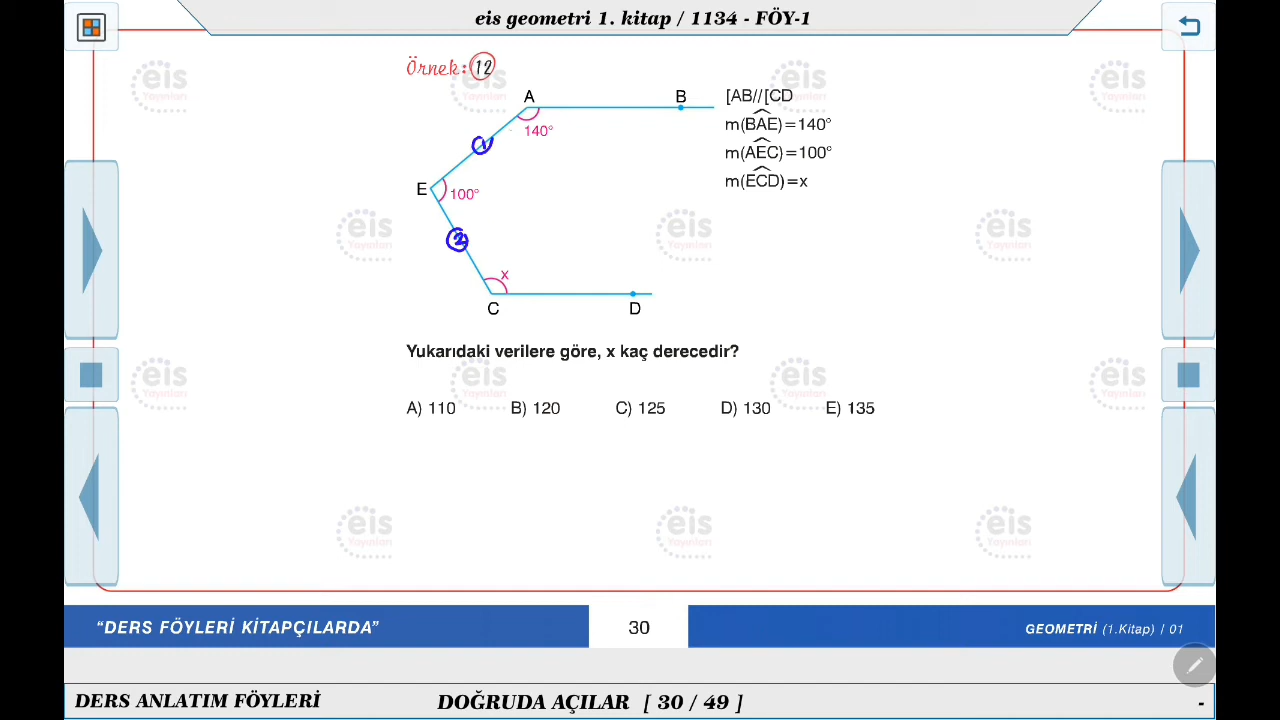 eis geometri 1. kitap / 1134 - FÖY-1
Örnek: 12
A
B
[AB//[CD
140°
m(BAE)=140°
1
m(AEC)=100°
E
100°
m(ECD)=x
2
x
C
D
Yukarıdaki verilere göre, x kaç derecedir?
A) 110 B) 120 C) 125 D) 130 E) 135
eis Yayınları
"DERS FÖYLERİ KİTAPÇILARDA"
30
GEOMETRİ (1.Kitap) / 01
DERS ANLATIM FÖYLERİ
DOĞRUDA AÇILAR [ 30 / 49 ]
-